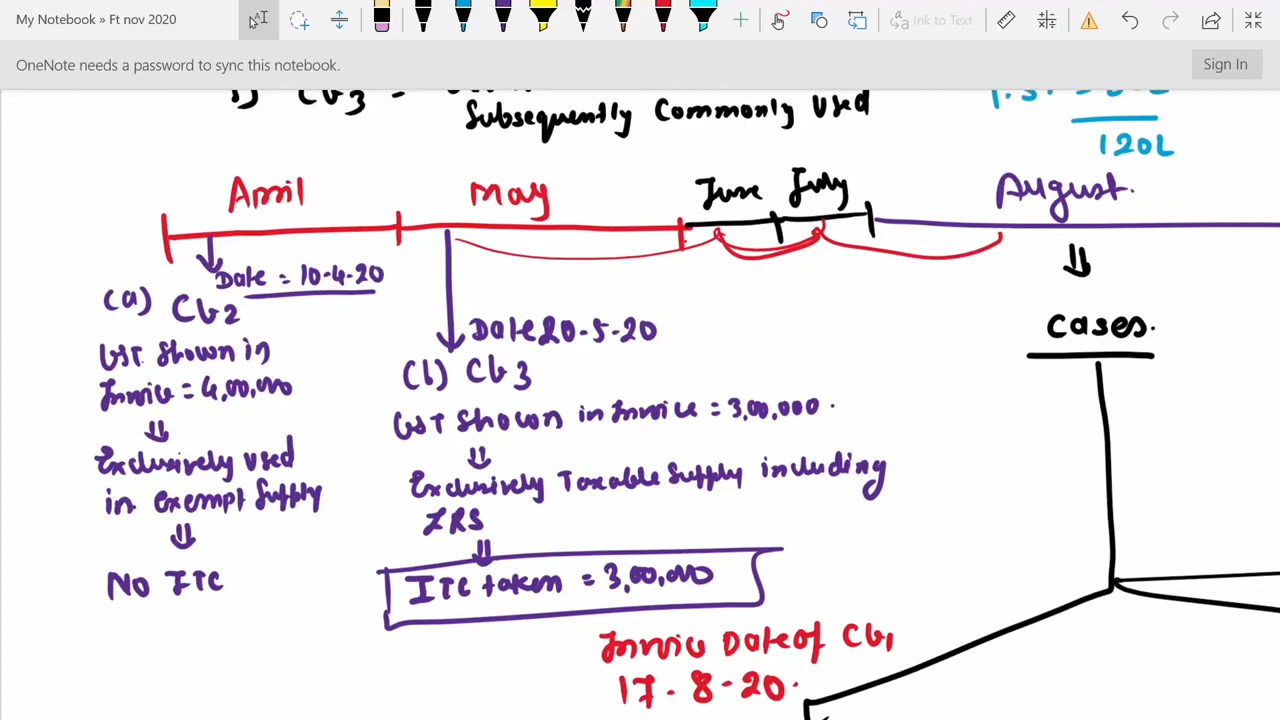 My Notebook » Ft nov 2020
Ink to Text
OneNote needs a password to sync this notebook.
Sign In
1) CG3 =
Subsequently Commonly Used
120L
April
May
June July
August.
Date = 10-4-20
(a) CG2
GST Shown in
Invoice = 4,00,000
Exclusively used
in exempt Supply
No ITC
Date 20-5-20
(b) CG3
GST Shown in Invoice = 3,00,000.
Exclusively Taxable Supply including
ZRS
ITC taken = 3,00,000
Cases.
Invoice Date of CG1
17-8-20.